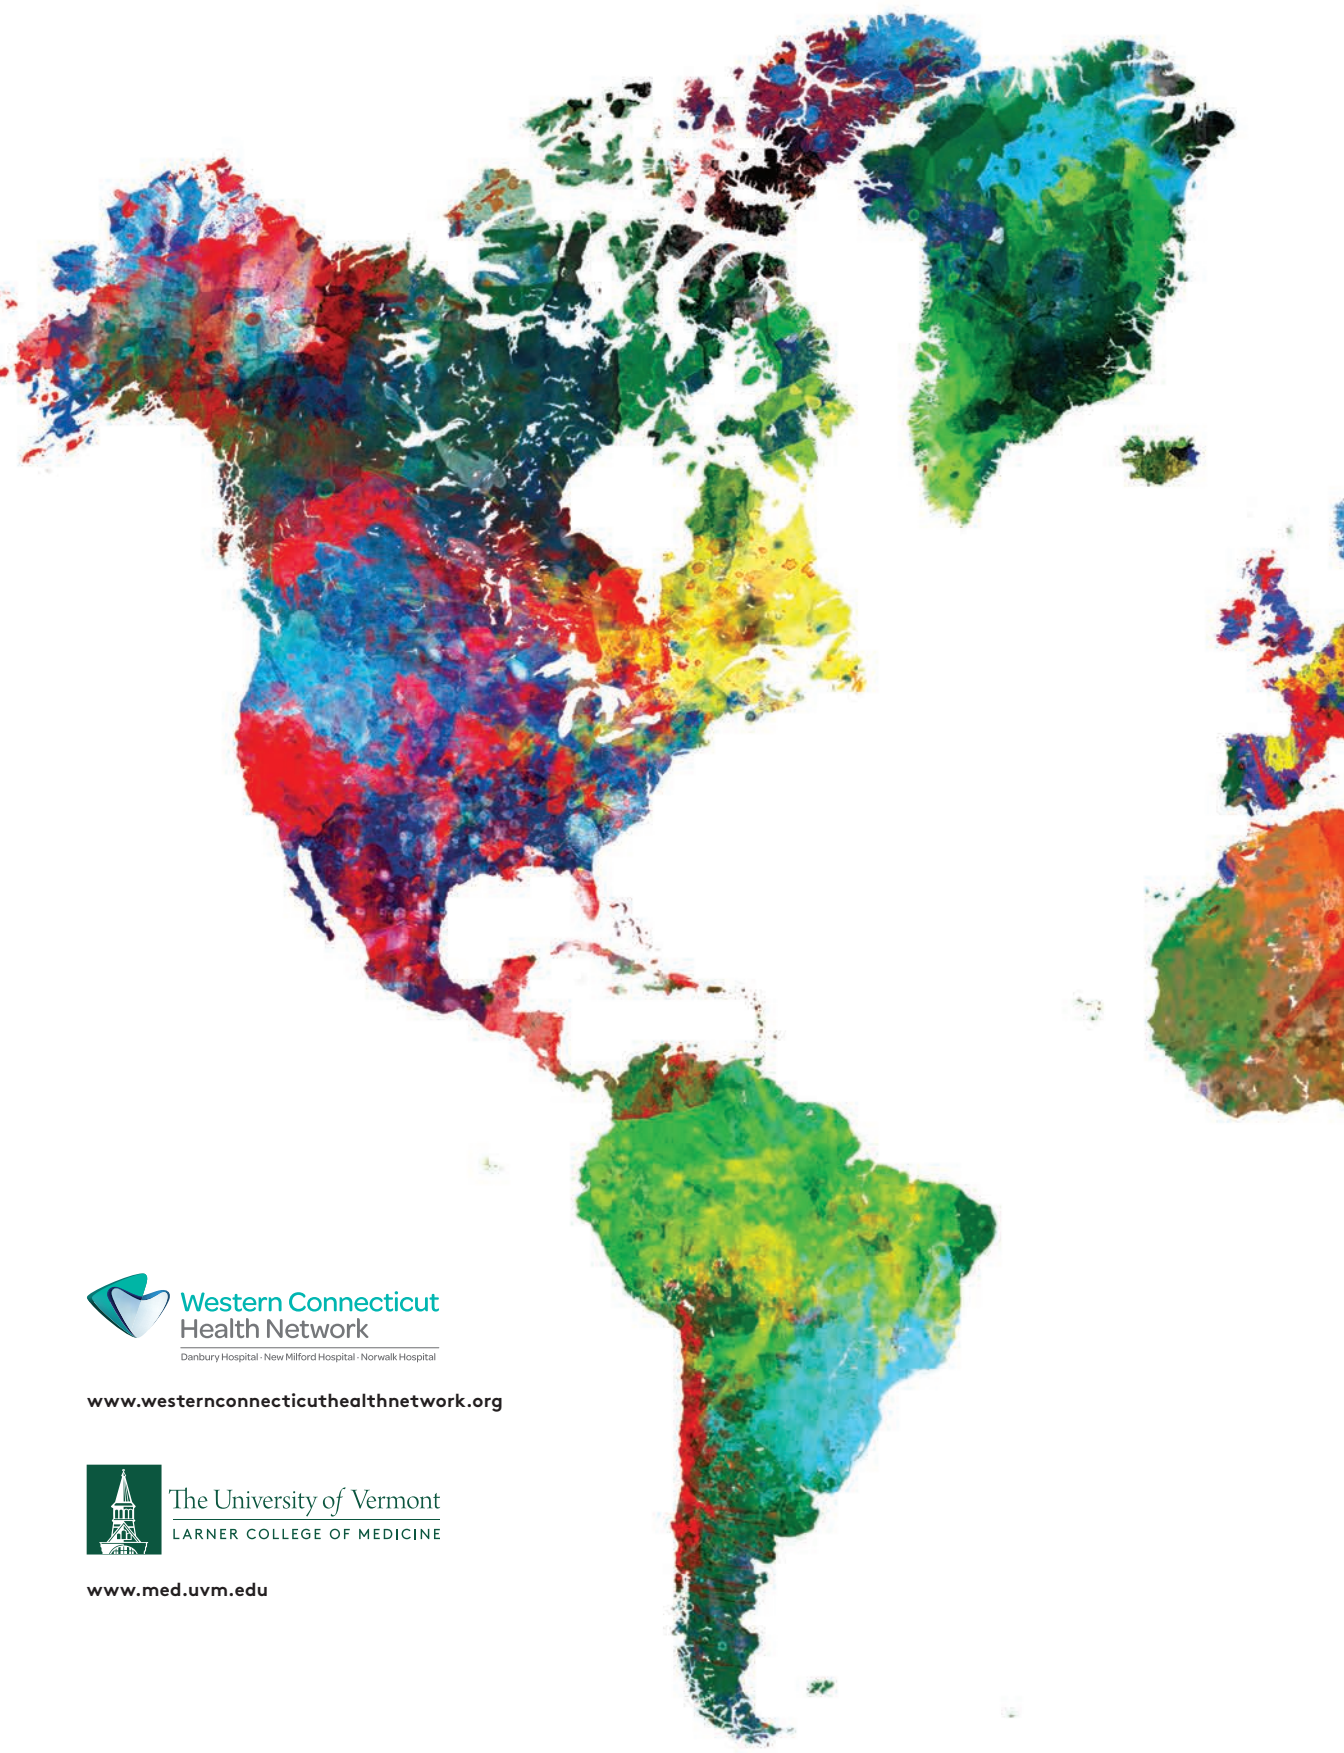 Western Connecticut
Health Network
Danbury Hospital · New Milford Hospital · Norwalk Hospital
www.westernconnecticuthealthnetwork.org
The University of Vermont
LARNER COLLEGE OF MEDICINE
www.med.uvm.edu